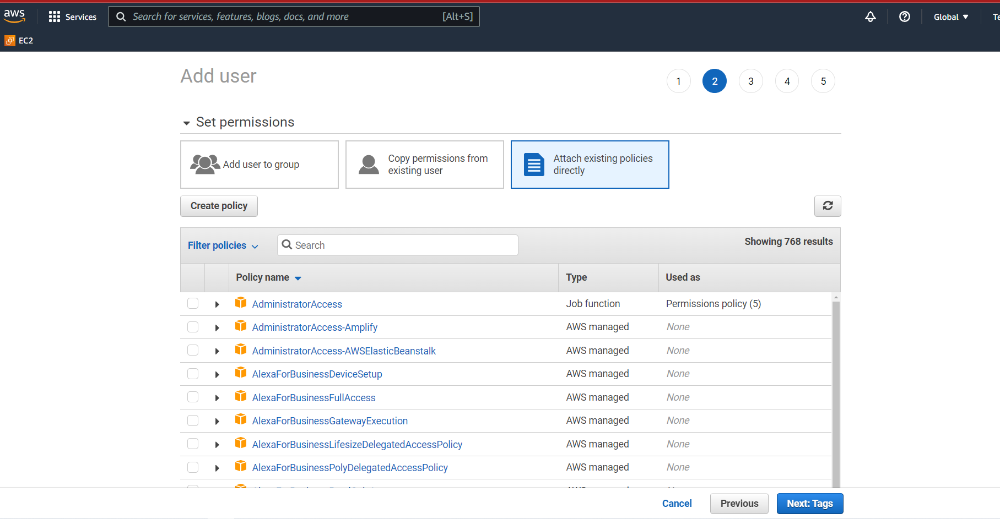 aws
Services
Search for services, features, blogs, docs, and more
[Alt+S]
Global
EC2
Add user
1 2 3 4 5
Set permissions
Add user to group
Copy permissions from
existing user
Attach existing policies
directly
Create policy
Filter policies
Search
Showing 768 results
Policy name Type Used as
AdministratorAccess Job function Permissions policy (5)
AdministratorAccess-Amplify AWS managed None
AdministratorAccess-AWSElasticBeanstalk AWS managed None
AlexaForBusinessDeviceSetup AWS managed None
AlexaForBusinessFullAccess AWS managed None
AlexaForBusinessGatewayExecution AWS managed None
AlexaForBusinessLifesizeDelegatedAccessPolicy AWS managed None
AlexaForBusinessPolyDelegatedAccessPolicy AWS managed None
Cancel Previous Next: Tags